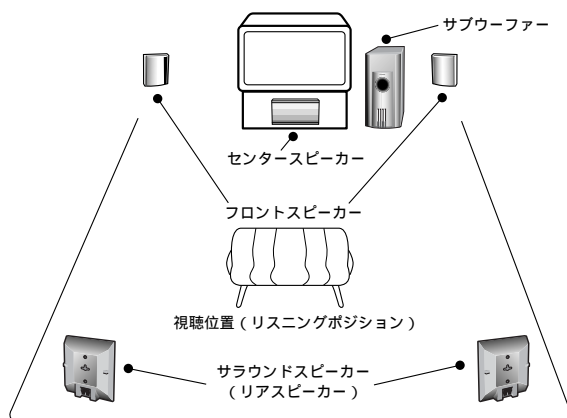 サブウーファー
センタースピーカー
フロントスピーカー
視聴位置（リスニングポジション）
サラウンドスピーカー
（リアスピーカー）